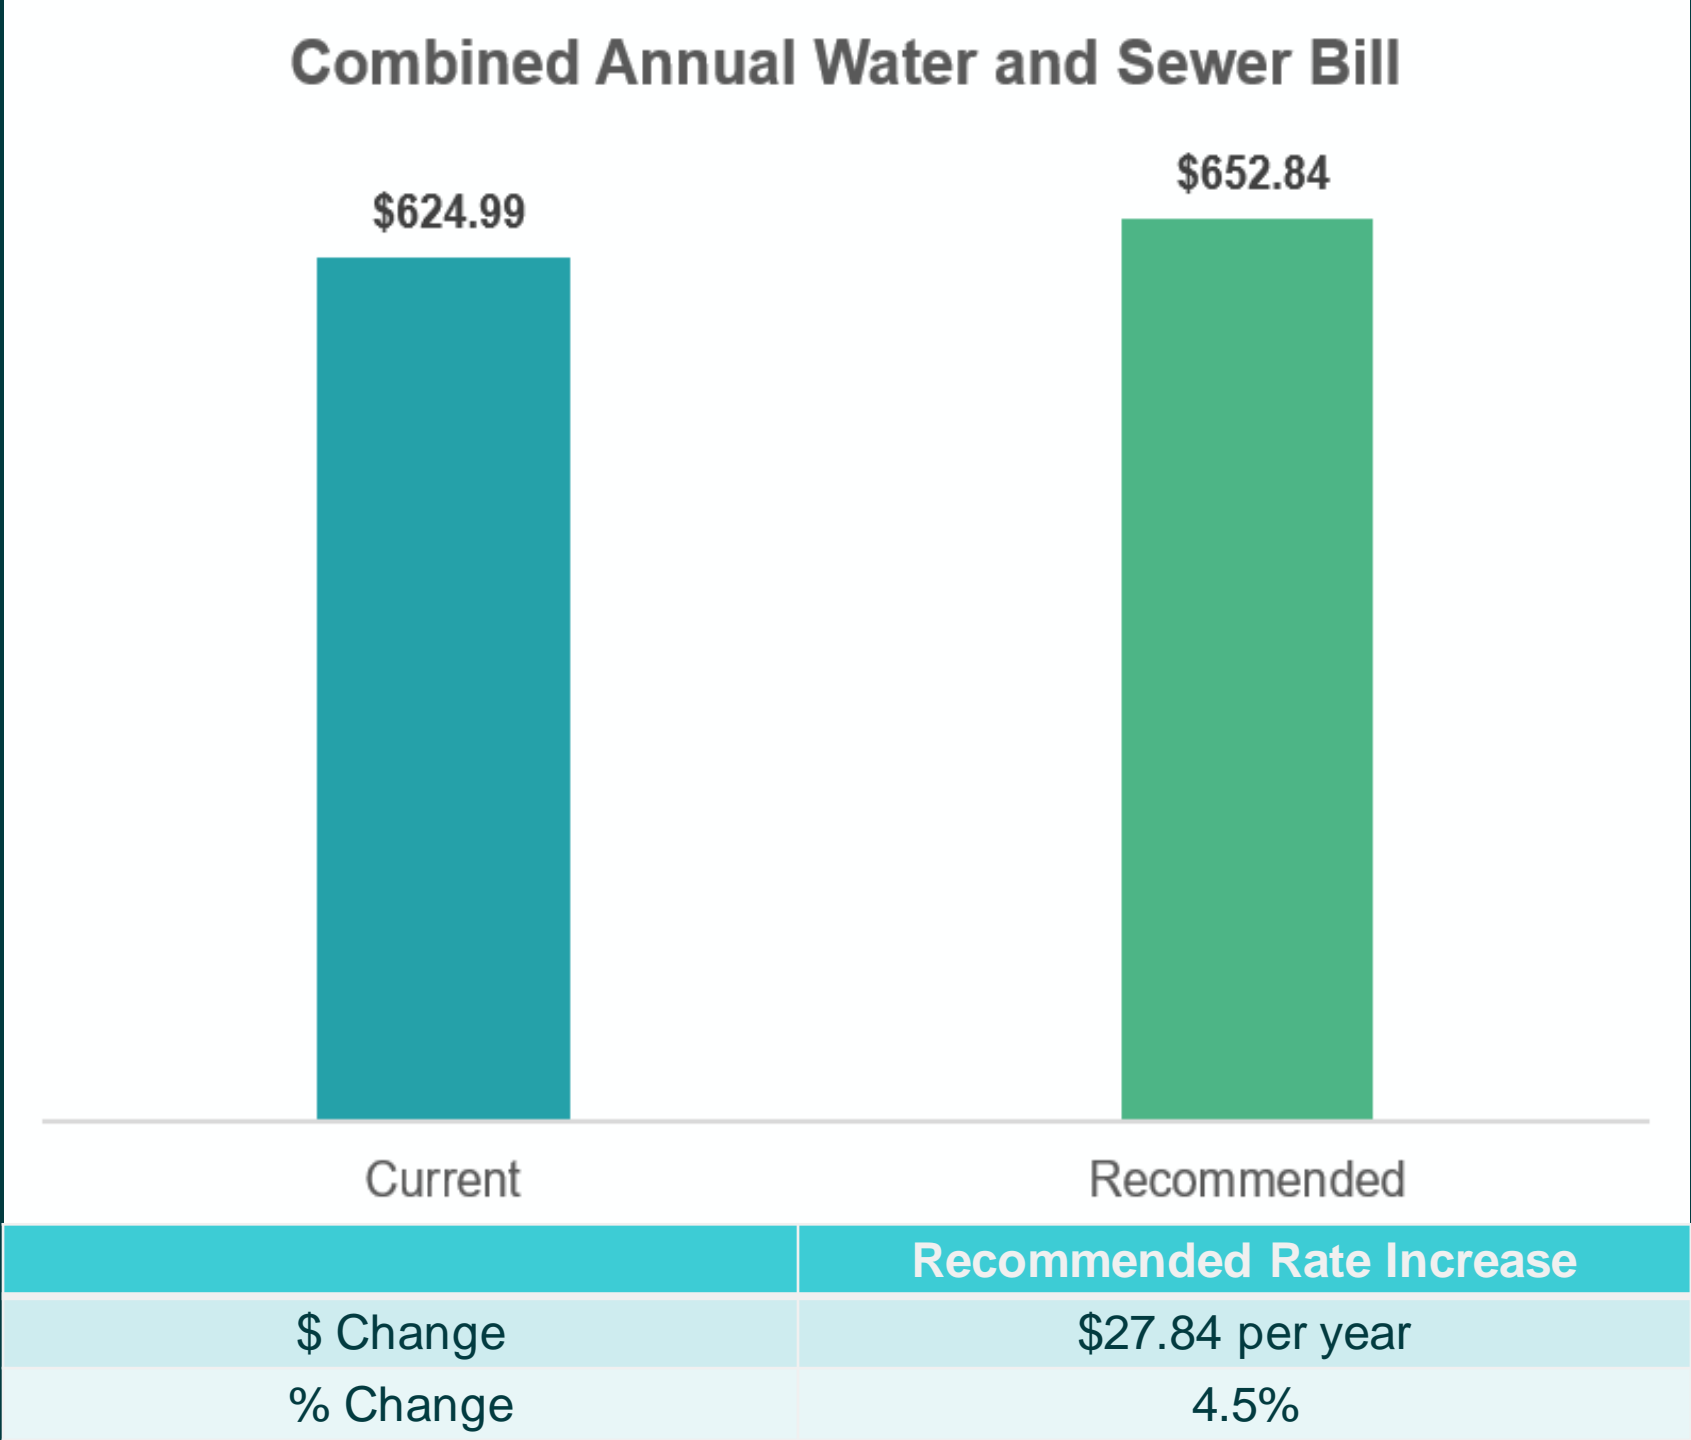 Combined Annual Water and Sewer Bill
$652.84
$624.99
Current Recommended
Recommended Rate Increase
$ Change $27.84 per year
% Change 4.5%